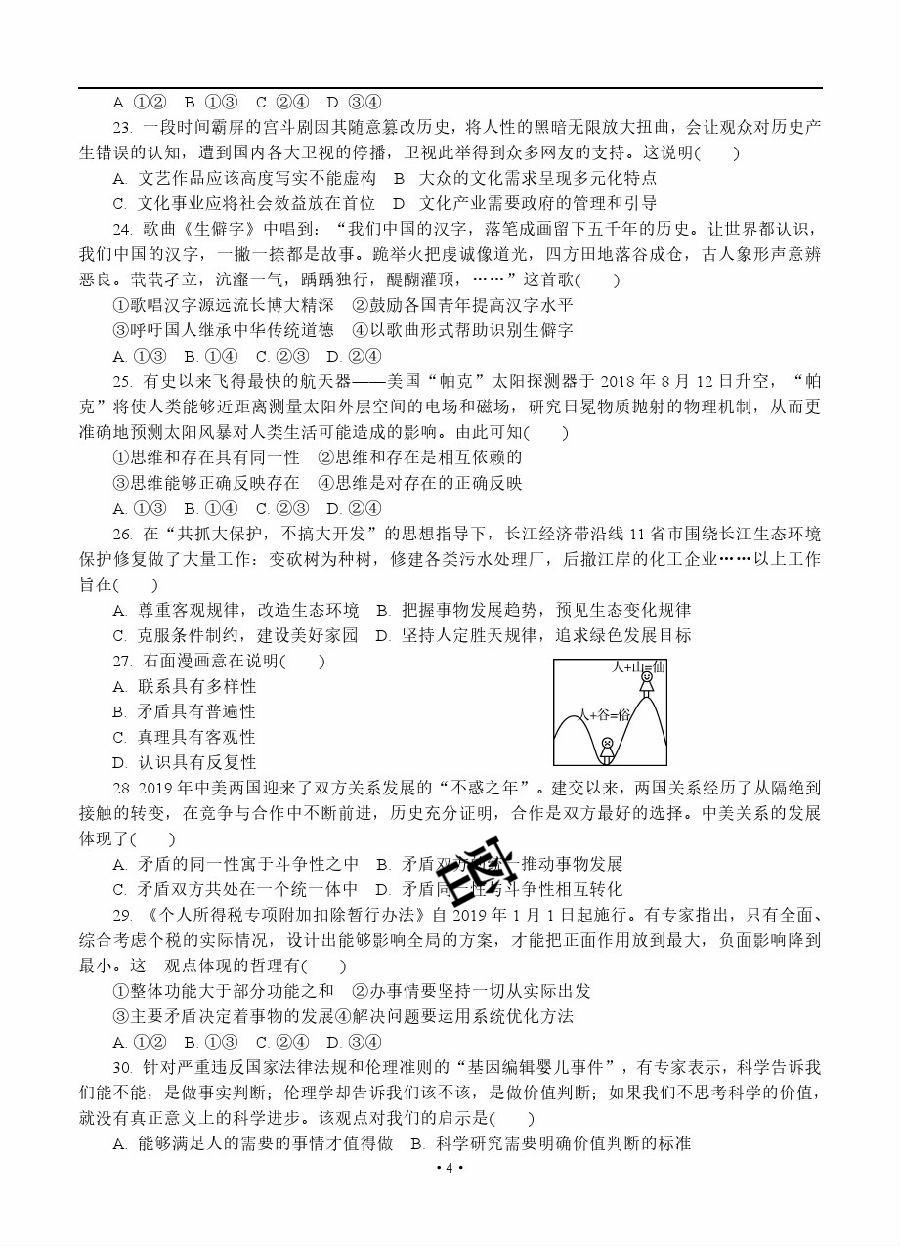 A. ①② B. ①③ C. ②④ D. ③④
23. 一段时间霸屏的宫斗剧因其随意篡改历史，将人性的黑暗无限放大扭曲，会让观众对历史产
生错误的认知，遭到国内各大卫视的停播，卫视此举得到众多网友的支持。这说明( )
A. 文艺作品应该高度写实不能虚构 B 大众的文化需求呈现多元化特点
C. 文化事业应将社会效益放在首位 D 文化产业需要政府的管理和引导
24. 歌曲《生僻字》中唱到：“我们中国的汉字，落笔成画留下五千年的历史。让世界都认识，
我们中国的汉字，一撇一捺都是故事。跪举火把虔诚像道光，四方田地落谷成仓，古人象形声意辨
恶良。茕茕孑立，沆瀣一气，踽踽独行，醍醐灌顶，……”这首歌( )
①歌唱汉字源远流长博大精深 ②鼓励各国青年提高汉字水平
③呼吁国人继承中华传统道德 ④以歌曲形式帮助识别生僻字
A. ①③ B. ①④ C. ②③ D. ②④
25. 有史以来飞得最快的航天器——美国“帕克”太阳探测器于 2018 年 8 月 12 日升空，“帕
克”将使人类能够近距离测量太阳外层空间的电场和磁场，研究日冕物质抛射的物理机制，从而更
准确地预测太阳风暴对人类生活可能造成的影响。由此可知( )
①思维和存在具有同一性 ②思维和存在是相互依赖的
③思维能够正确反映存在 ④思维是对存在的正确反映
A. ①③ B. ①④ C. ②③ D. ②④
26. 在“共抓大保护，不搞大开发”的思想指导下，长江经济带沿线 11 省市围绕长江生态环境
保护修复做了大量工作：变砍树为种树，修建各类污水处理厂，后撤江岸的化工企业……以上工作
旨在( )
A. 尊重客观规律，改造生态环境 B. 把握事物发展趋势，预见生态变化规律
C. 克服条件制约，建设美好家园 D. 坚持人定胜天规律，追求绿色发展目标
27. 右面漫画意在说明( )
A. 联系具有多样性
B. 矛盾具有普遍性
C. 真理具有客观性
D. 认识具有反复性
人+山=仙
人+谷=俗
28. 2019 年中美两国迎来了双方关系发展的“不惑之年”。建交以来，两国关系经历了从隔绝到
接触的转变，在竞争与合作中不断前进，历史充分证明，合作是双方最好的选择。中美关系的发展
体现了( )
A. 矛盾的同一性寓于斗争性之中 B. 矛盾双方的统一推动事物发展
C. 矛盾双方共处在一个统一体中 D. 矛盾同一性与斗争性相互转化
29. 《个人所得税专项附加扣除暂行办法》自 2019 年 1 月 1 日起施行。有专家指出，只有全面、
综合考虑个税的实际情况，设计出能够影响全局的方案，才能把正面作用放到最大，负面影响降到
最小。这 观点体现的哲理有( )
①整体功能大于部分功能之和 ②办事情要坚持一切从实际出发
③主要矛盾决定着事物的发展④解决问题要运用系统优化方法
A. ①② B. ①③ C. ②④ D. ③④
30. 针对严重违反国家法律法规和伦理准则的“基因编辑婴儿事件”，有专家表示，科学告诉我
们能不能，是做事实判断；伦理学却告诉我们该不该，是做价值判断；如果我们不思考科学的价值，
就没有真正意义上的科学进步。该观点对我们的启示是( )
A. 能够满足人的需要的事情才值得做 B. 科学研究需要明确价值判断的标准
• 4 •